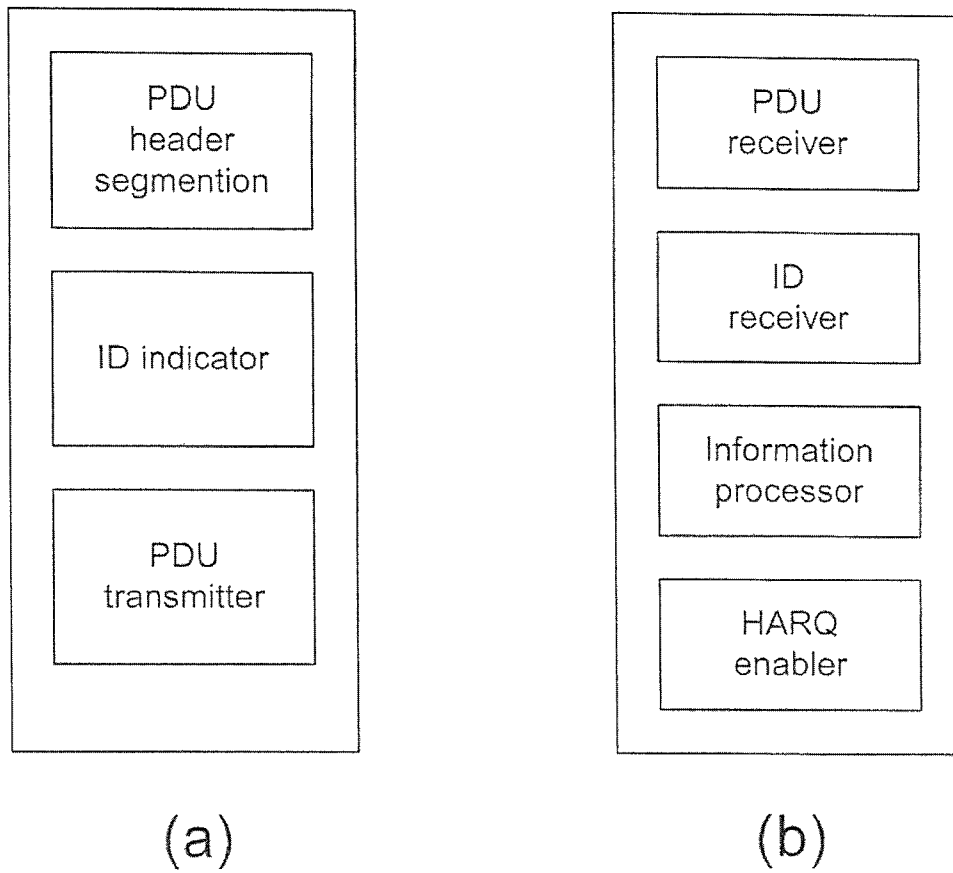 PDU
header
segmention
ID indicator
PDU
transmitter
(a)
PDU
receiver
ID
receiver
Information
processor
HARQ
enabler
(b)